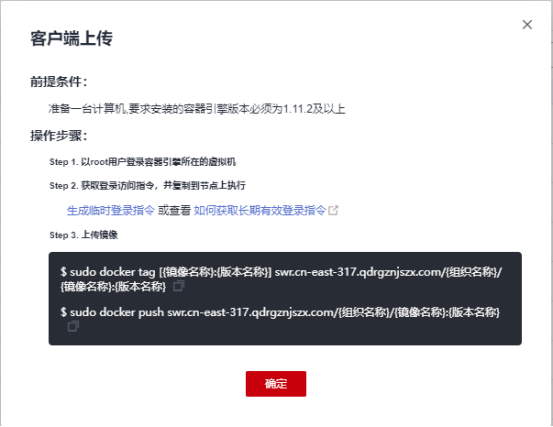 客户端上传
前提条件：
准备一台计算机,要求安装的容器引擎版本必须为1.11.2及以上
操作步骤：
Step 1. 以root用户登录容器引擎所在的虚拟机
Step 2. 获取登录访问指令，并复制到节点上执行
生成临时登录指令 或查看 如何获取长期有效登录指令
Step 3. 上传镜像
$ sudo docker tag [{镜像名称}:{版本名称}] swr.cn-east-317.qdrgznjszx.com/{组织名称}/
{镜像名称}:{版本名称}
$ sudo docker push swr.cn-east-317.qdrgznjszx.com/{组织名称}/{镜像名称}:{版本名称}
确定